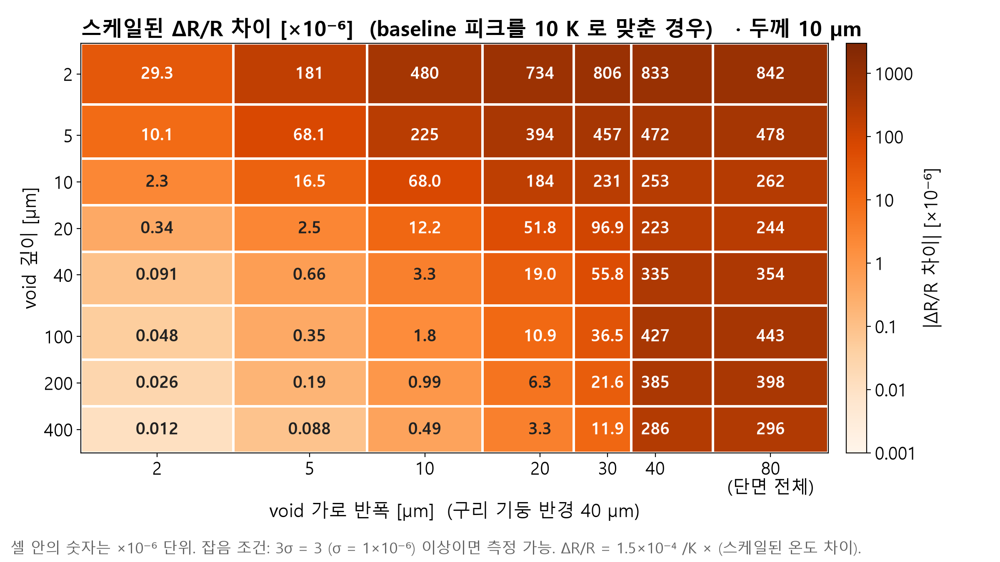 스케일된 ΔR/R 차이 [×10⁻⁶] (baseline 피크를 10 K 로 맞춘 경우) · 두께 10 µm
2 29.3 181 480 734 806 833 842
5 10.1 68.1 225 394 457 472 478
10 2.3 16.5 68.0 184 231 253 262
20 0.34 2.5 12.2 51.8 96.9 223 244
40 0.091 0.66 3.3 19.0 55.8 335 354
100 0.048 0.35 1.8 10.9 36.5 427 443
200 0.026 0.19 0.99 6.3 21.6 385 398
400 0.012 0.088 0.49 3.3 11.9 286 296
void 깊이 [µm]
2 5 10 20 30 40 80
(단면 전체)
void 가로 반폭 [µm] (구리 기둥 반경 40 µm)
1000
100
10
1
0.1
0.01
0.001
|ΔR/R 차이| [×10⁻⁶]
셀 안의 숫자는 ×10⁻⁶ 단위. 잡음 조건: 3σ = 3 (σ = 1×10⁻⁶) 이상이면 측정 가능. ΔR/R = 1.5×10⁻⁴ /K × (스케일된 온도 차이).